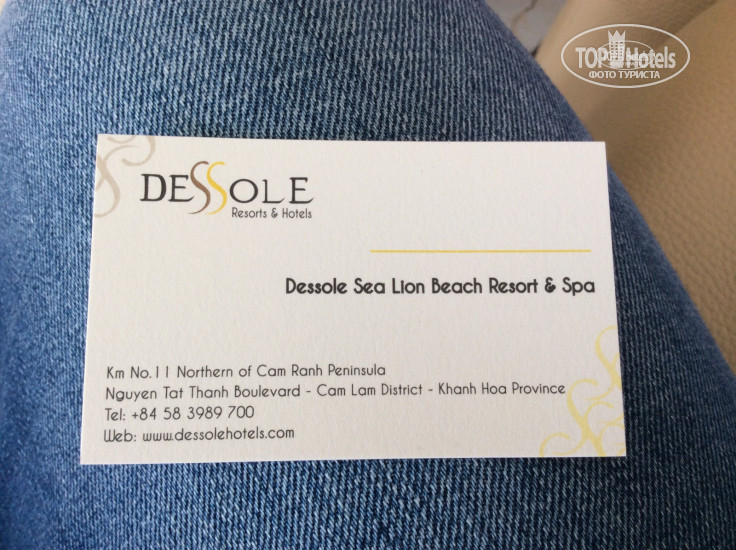 TOP Hotels
ФОТО ТУРИСТА
DESSOLE
Resorts & Hotels
Dessole Sea Lion Beach Resort & Spa
Km No.11 Northern of Cam Ranh Peninsula
Nguyen Tat Thanh Boulevard - Cam Lam District - Khanh Hoa Province
Tel: +84 58 3989 700
Web: www.dessolehotels.com